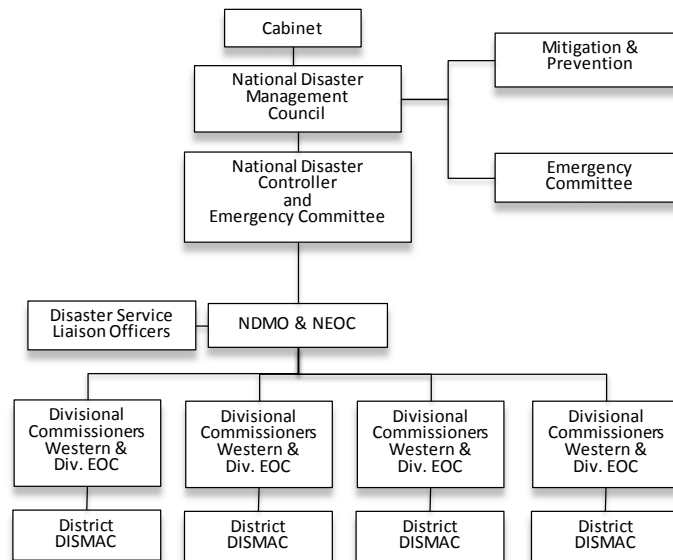 Cabinet
National Disaster
Management
Council
Mitigation &
Prevention
National Disaster
Controller
and
Emergency Committee
Emergency
Committee
Disaster Service
Liaison Officers
NDMO & NEOC
Divisional
Commissioners
Western &
Div. EOC
Divisional
Commissioners
Western &
Div. EOC
Divisional
Commissioners
Western &
Div. EOC
Divisional
Commissioners
Western &
Div. EOC
District
DISMAC
District
DISMAC
District
DISMAC
District
DISMAC